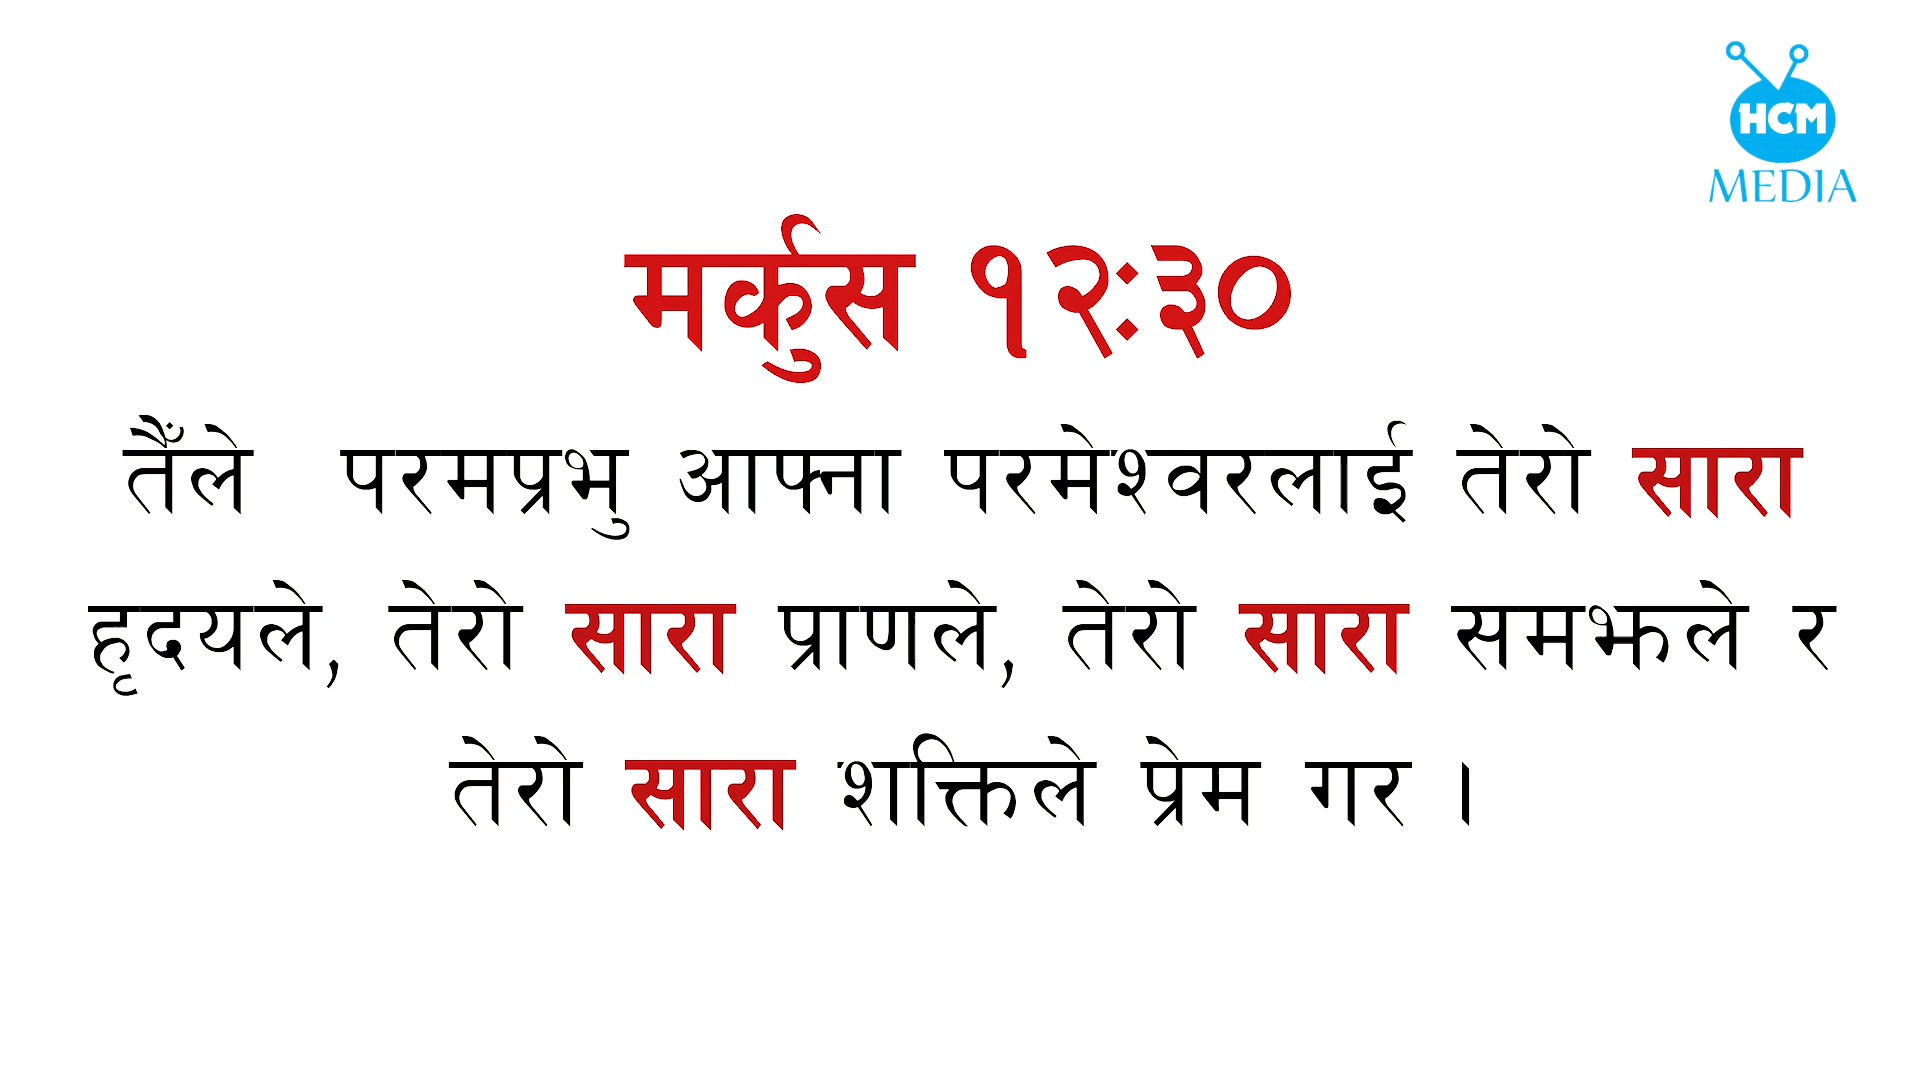 HCM
MEDIA
मर्कुस १२:३०
तैँले परमप्रभु आफ्ना परमेश्वरलाई तेरो सारा
हृदयले, तेरो सारा प्राणले, तेरो सारा समझले र
तेरो सारा शक्तिले प्रेम गर ।